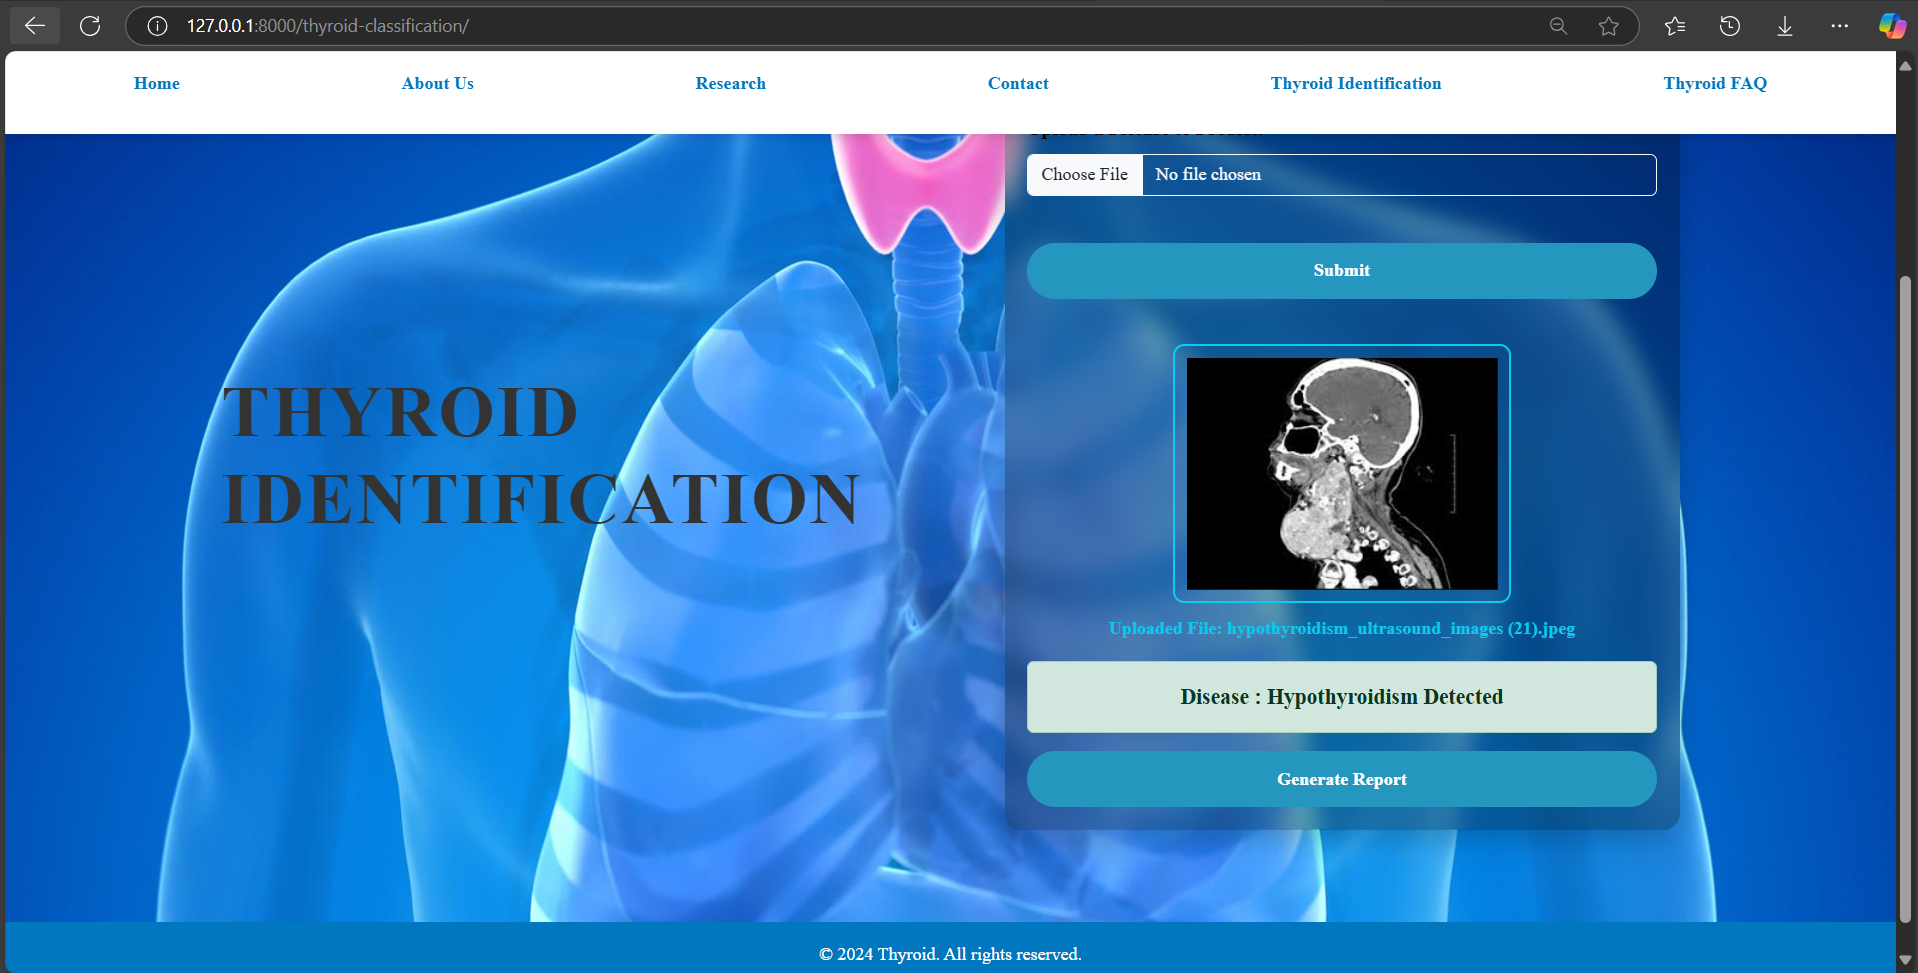 127.0.0.1:8000/thyroid-classification/
Home About Us Research Contact Thyroid Identification Thyroid FAQ
Choose File No file chosen
Submit
THYROID
IDENTIFICATION
Uploaded File: hypothyroidism_ultrasound_images (21).jpeg
Disease : Hypothyroidism Detected
Generate Report
© 2024 Thyroid. All rights reserved.